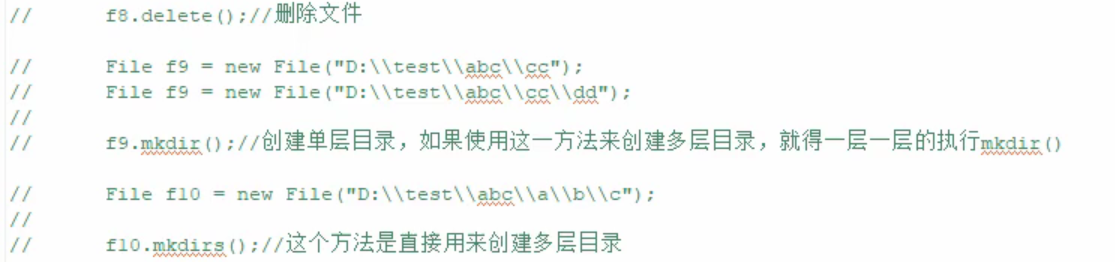 // f8.delete();//删除文件
// File f9 = new File("D:\\test\\abc\\cc");
// File f9 = new File("D:\\test\\abc\\cc\\dd");
//
// f9.mkdir();//创建单层目录，如果使用这一方法来创建多层目录，就得一层一层的执行mkdir()
// File f10 = new File("D:\\test\\abc\\a\\b\\c");
//
// f10.mkdirs();//这个方法是直接用来创建多层目录